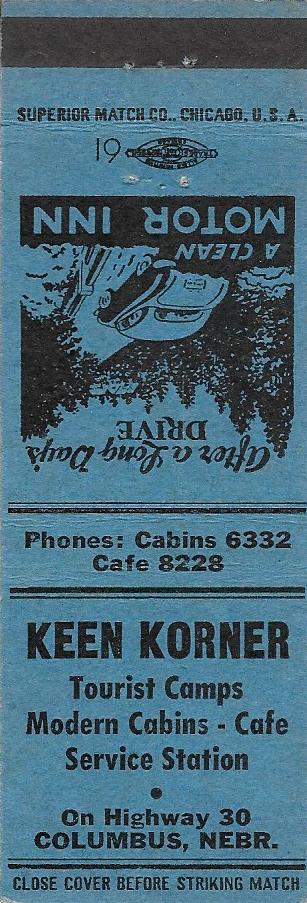 SUPERIOR MATCH CO., CHICAGO, U.S.A.
19
After a Long Day's
DRIVE
A CLEAN
MOTOR INN
Phones: Cabins 6332
Cafe 8228
KEEN KORNER
Tourist Camps
Modern Cabins - Cafe
Service Station
On Highway 30
COLUMBUS, NEBR.
CLOSE COVER BEFORE STRIKING MATCH